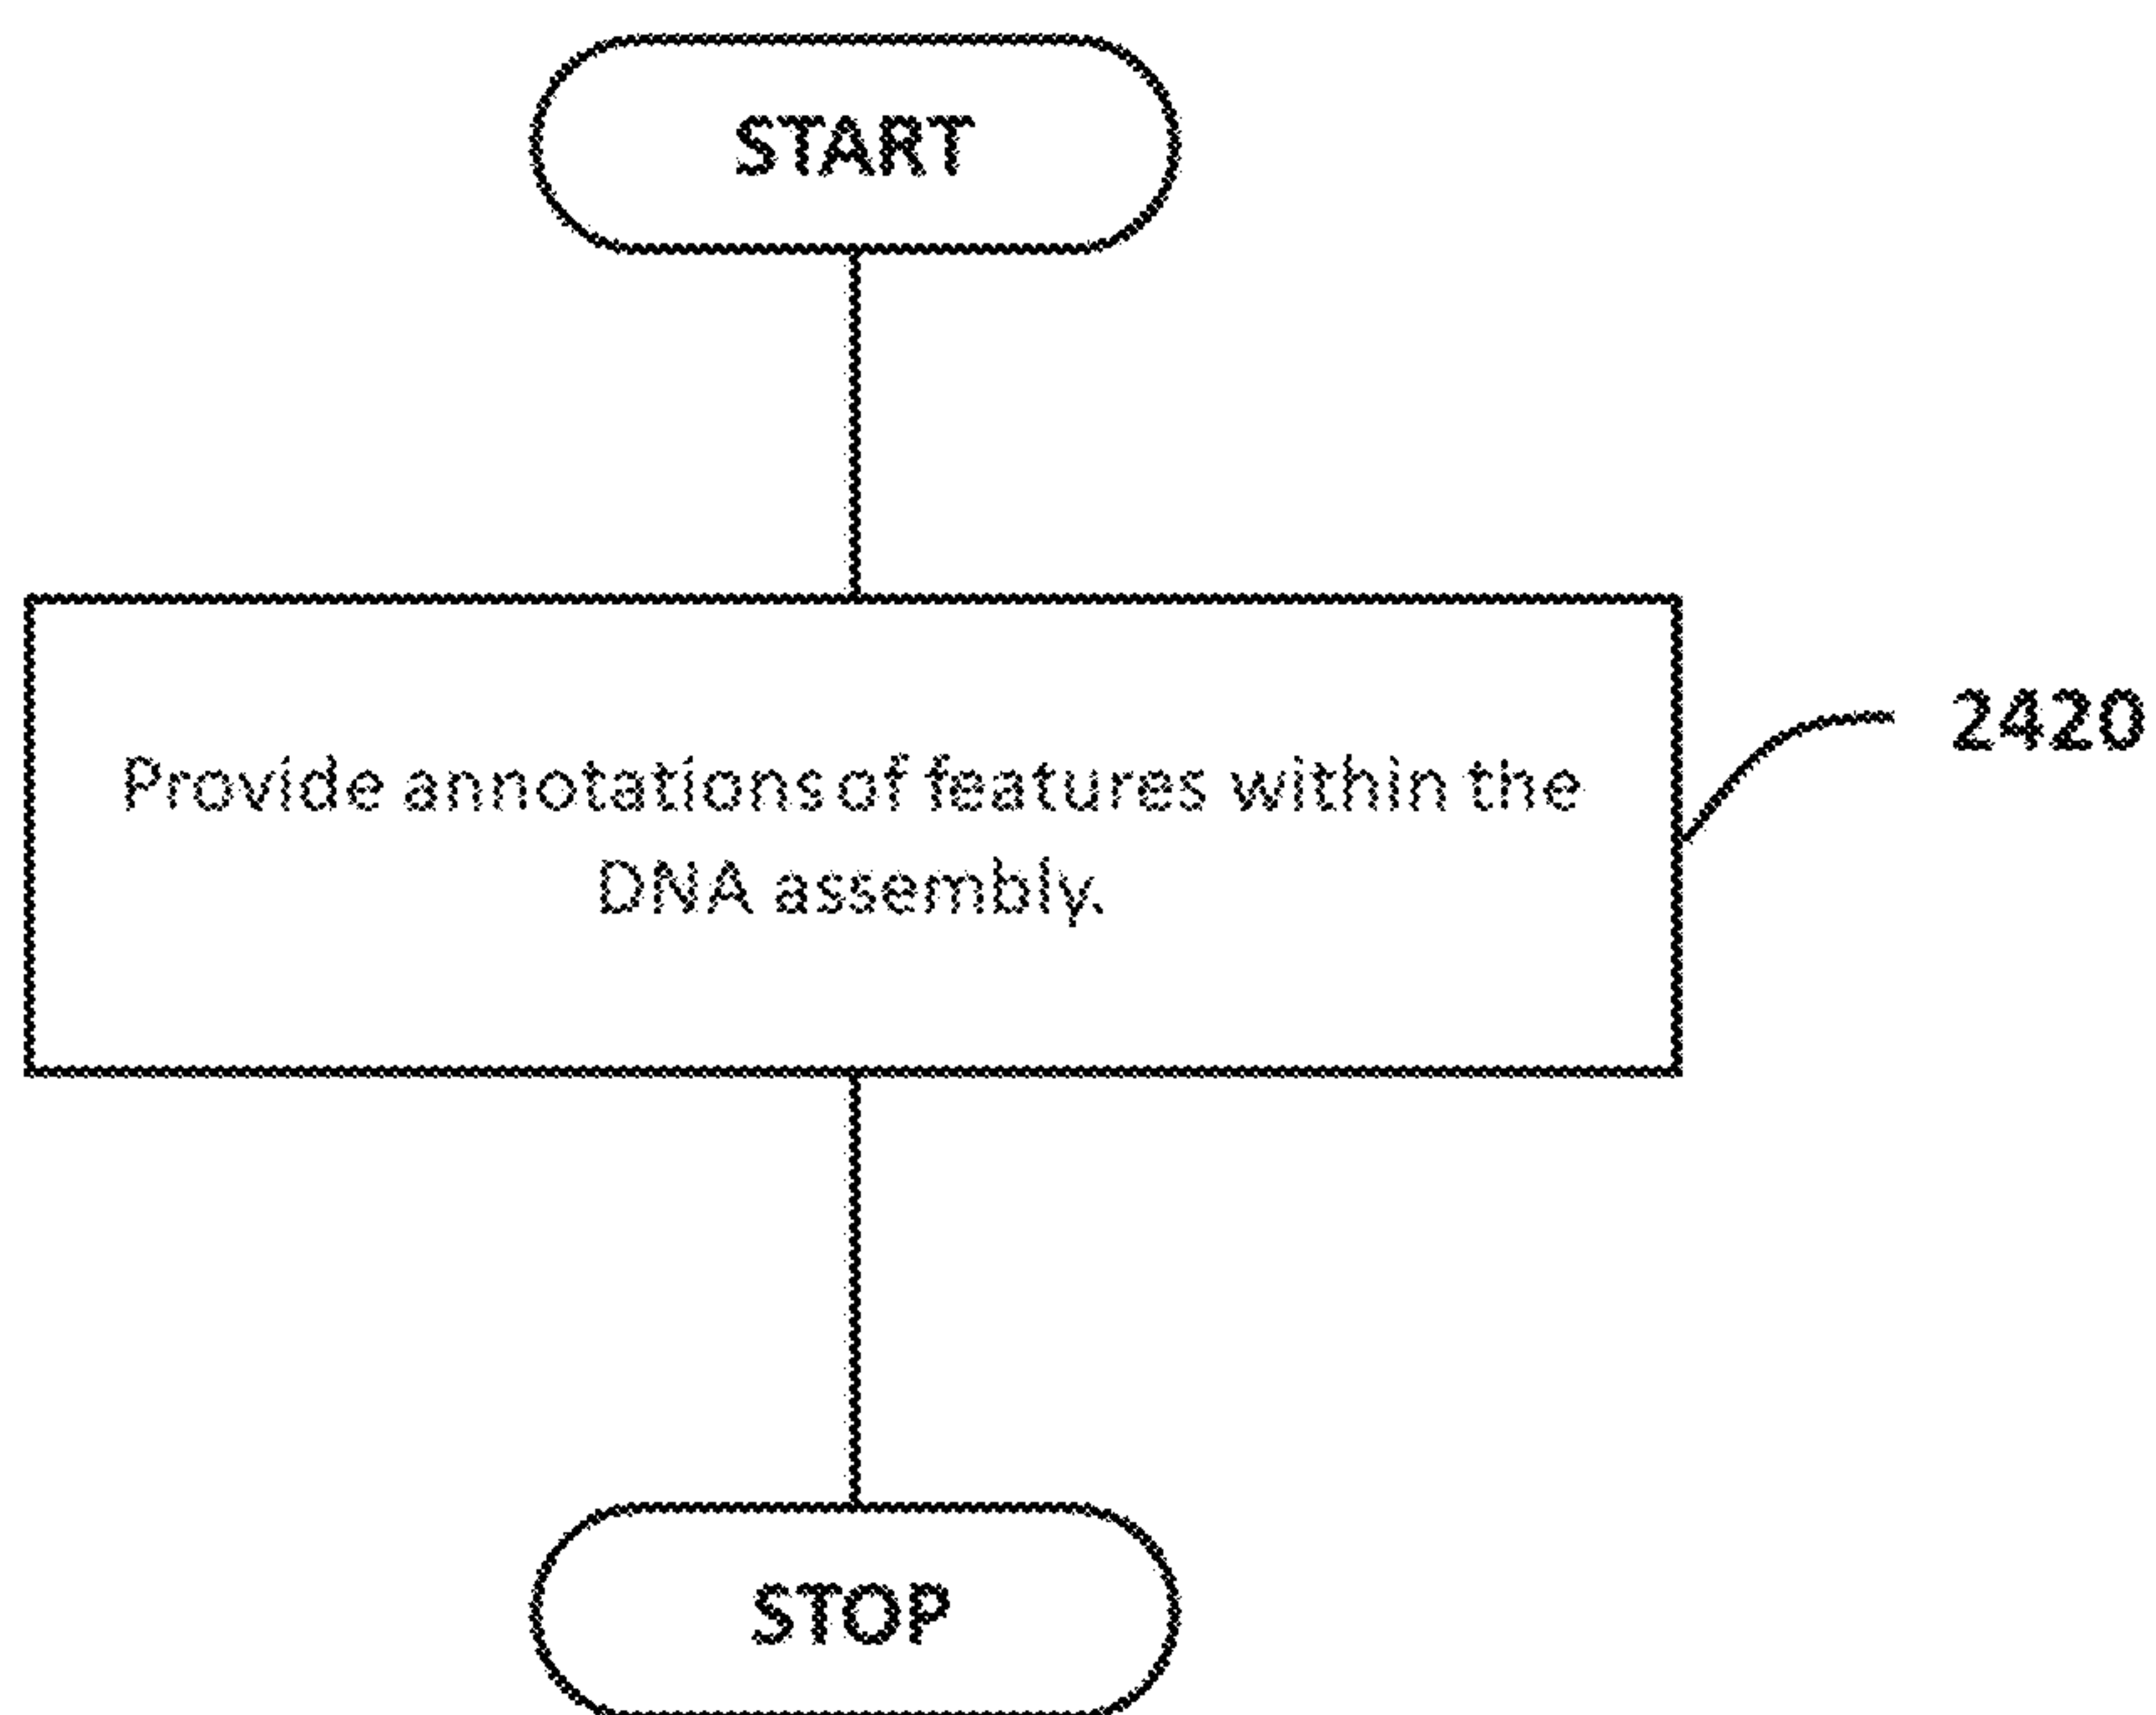 START
2420
Provide annotations of features within the
DNA assembly.
STOP